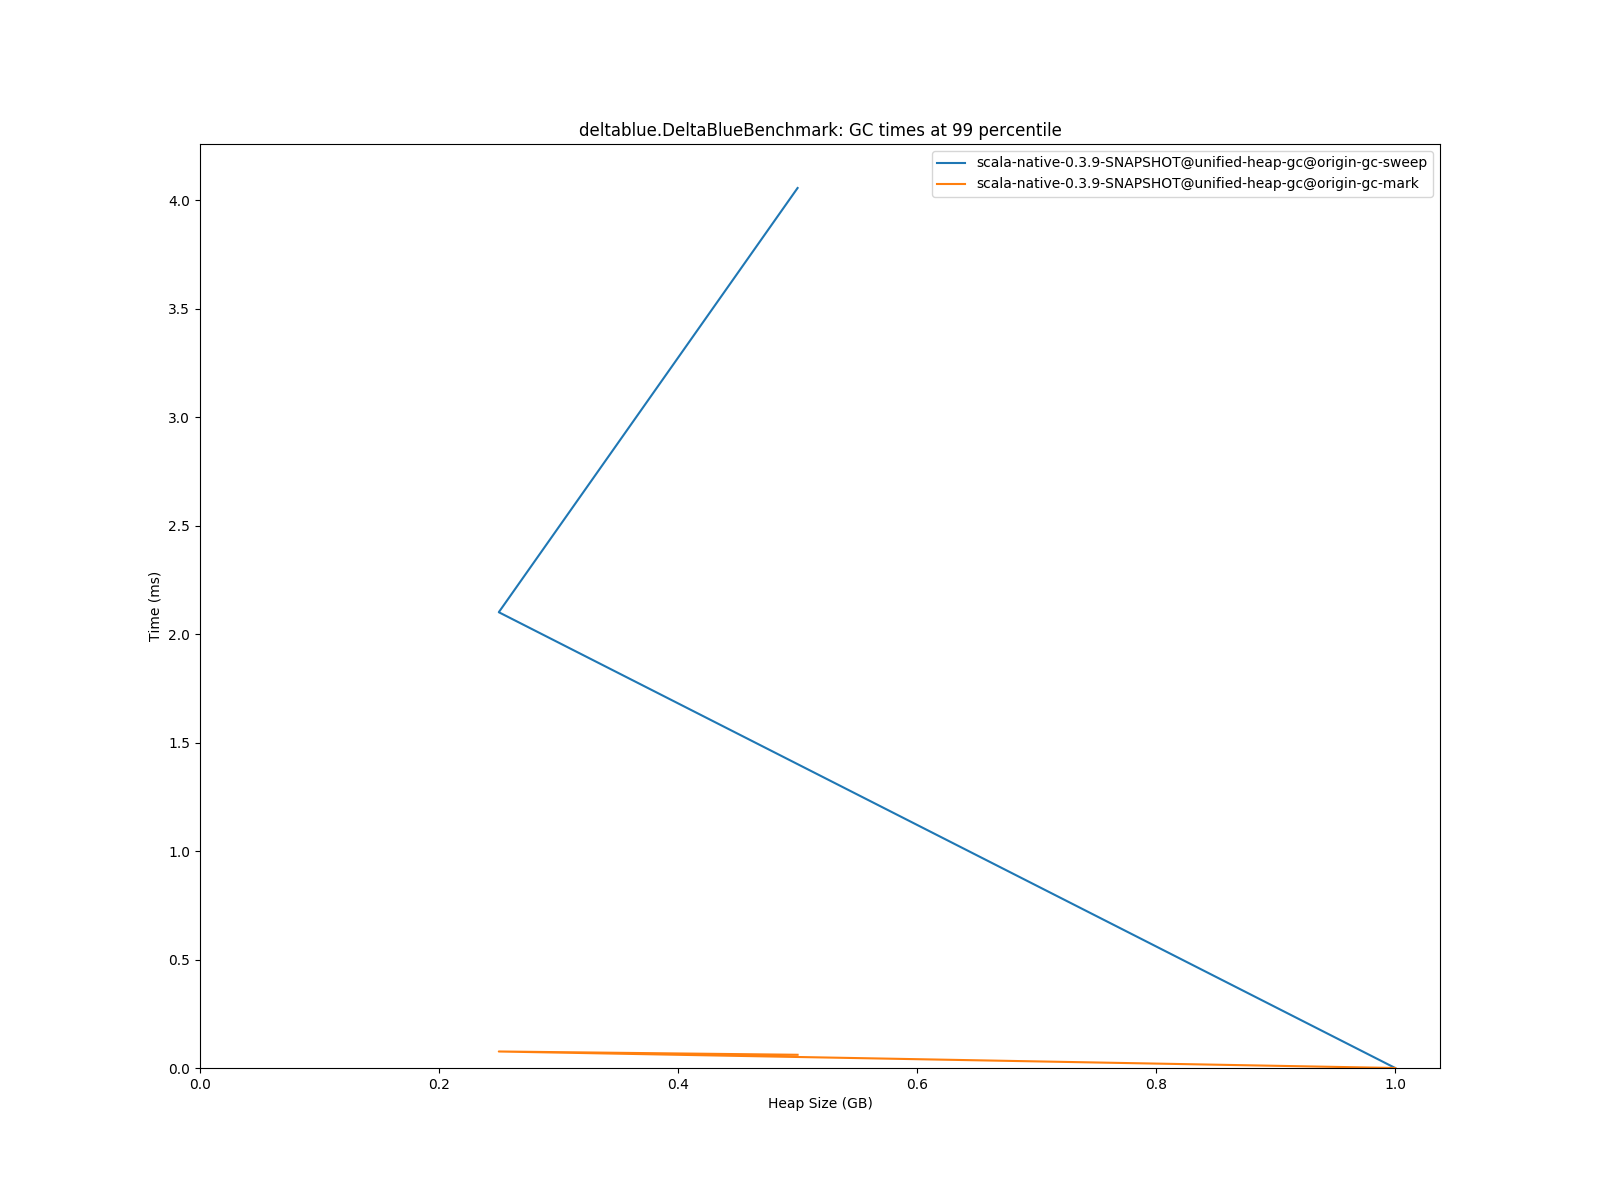 deltablue.DeltaBlueBenchmark: GC times at 99 percentile
scala-native-0.3.9-SNAPSHOT@unified-heap-gc@origin-gc-sweep
scala-native-0.3.9-SNAPSHOT@unified-heap-gc@origin-gc-mark
4.0
3.5
3.0
2.5
2.0
1.5
1.0
0.5
0.0
Time (ms)
0.0 0.2 0.4 0.6 0.8 1.0
Heap Size (GB)